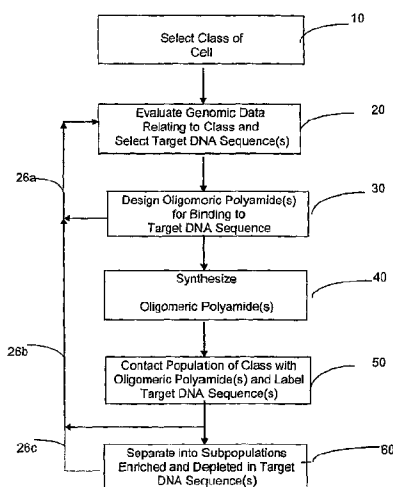 10
Select Class of
Cell
20
Evaluate Genomic Data
Relating to Class and
Select Target DNA Sequence(s)
26a
30
Design Oligomeric Polyamide(s)
for Binding to
Target DNA Sequence
40
Synthesize
Oligomeric Polyamide(s)
26b
50
Contact Population of Class with
Oligomeric Polyamide(s) and Label
Target DNA Sequence(s)
26c
60
Separate into Subpopulations
Enriched and Depleted in Target
DNA Sequence(s)